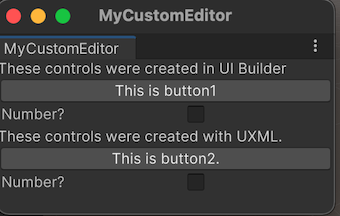 MyCustomEditor
MyCustomEditor
These controls were created in UI Builder
This is button1
Number?
These controls were created with UXML.
This is button2.
Number?